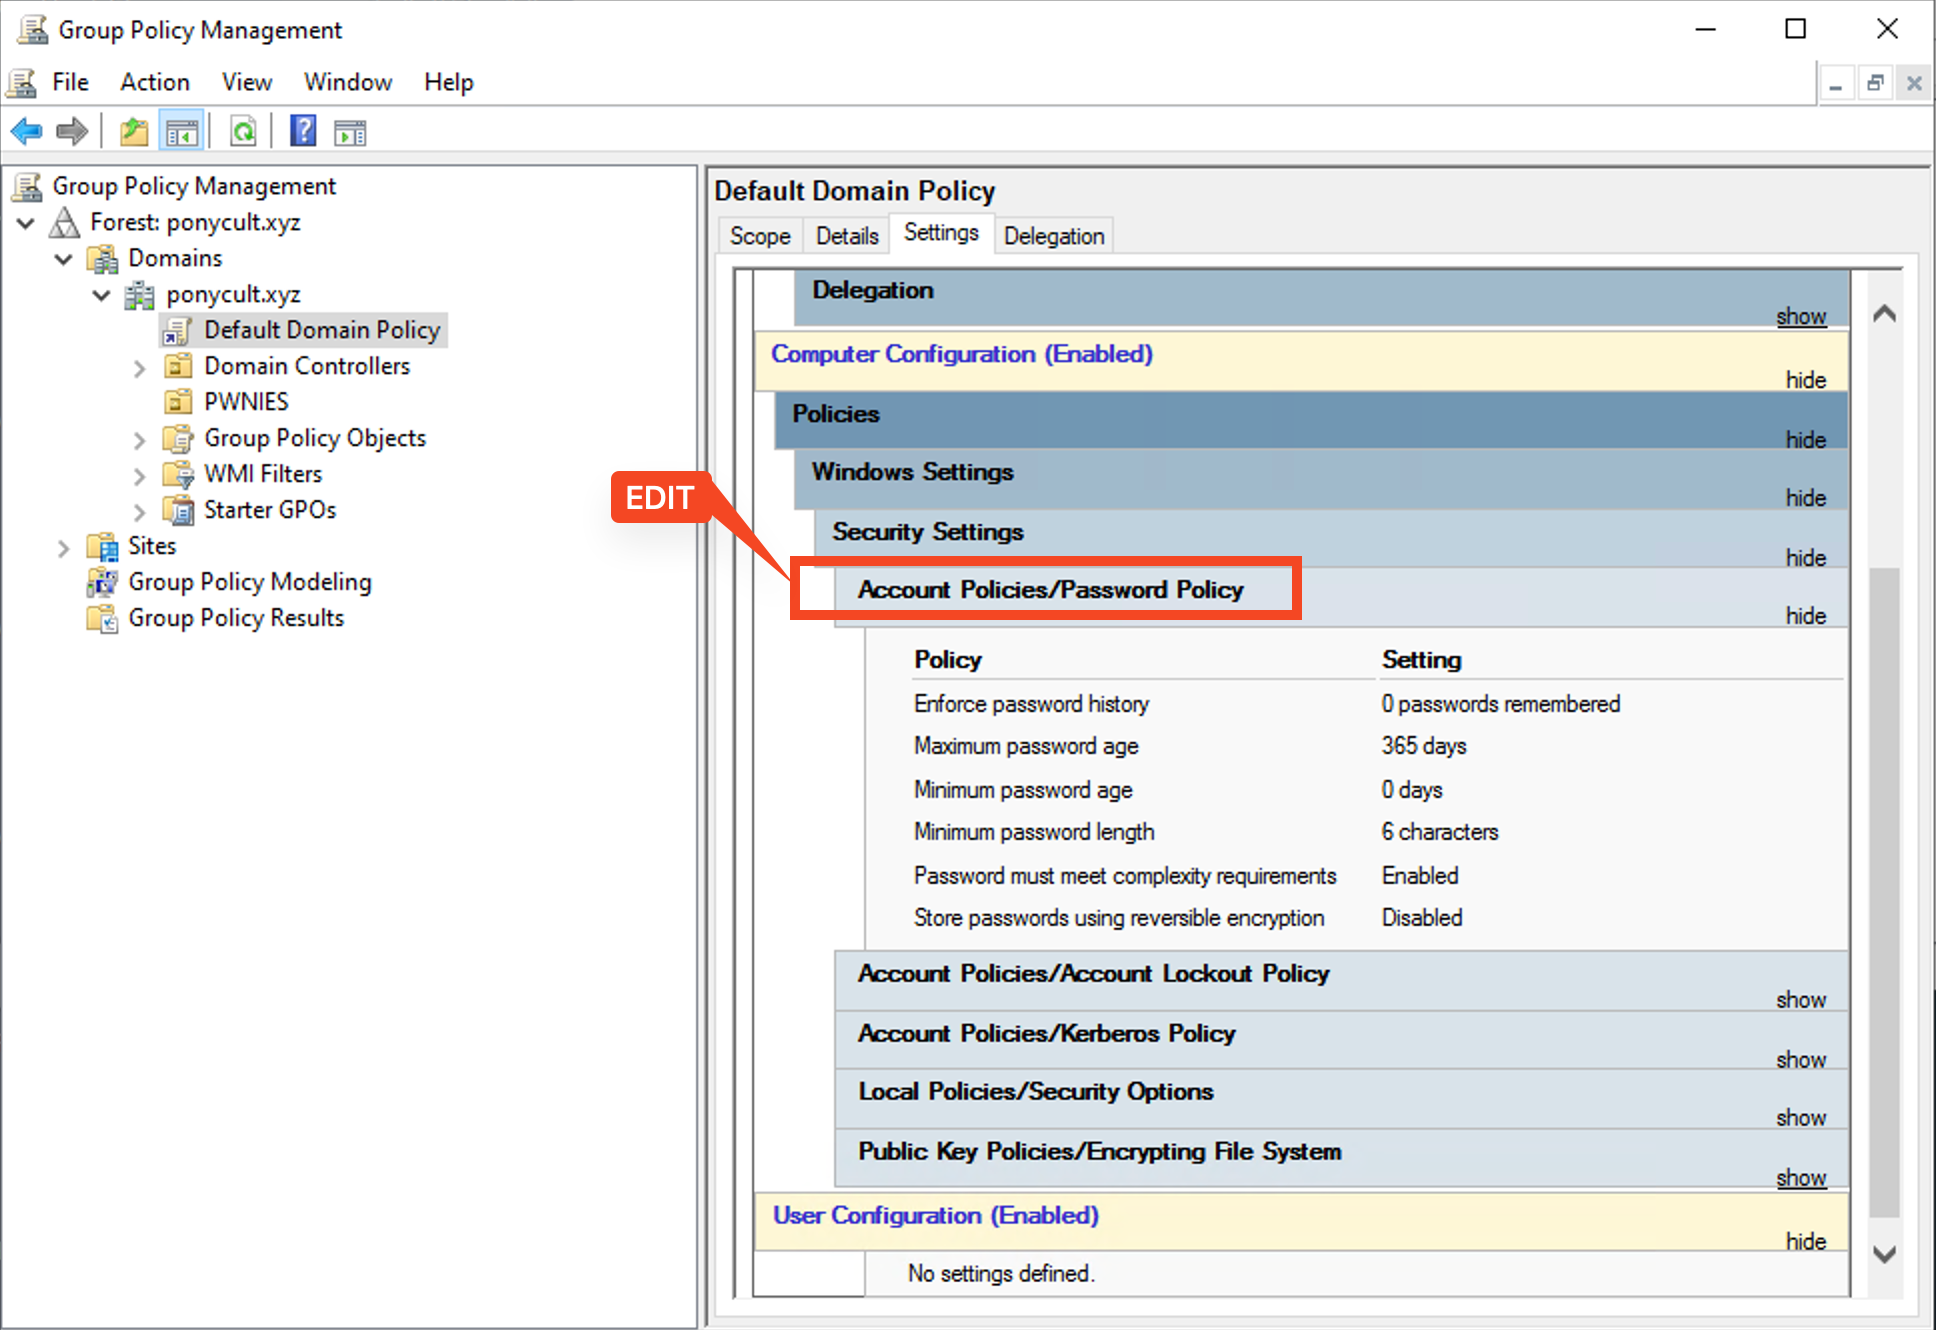 Group Policy Management
File Action View Window Help
Group Policy Management
Forest: ponycult.xyz
Domains
ponycult.xyz
Default Domain Policy
Domain Controllers
PWNIES
Group Policy Objects
WMI Filters
Starter GPOs
Sites
Group Policy Modeling
Group Policy Results
Default Domain Policy
Scope Details Settings Delegation
Delegation
show
Computer Configuration (Enabled)
hide
Policies
hide
Windows Settings
hide
EDIT
Security Settings
hide
Account Policies/Password Policy
hide
Policy Setting
Enforce password history 0 passwords remembered
Maximum password age 365 days
Minimum password age 0 days
Minimum password length 6 characters
Password must meet complexity requirements Enabled
Store passwords using reversible encryption Disabled
Account Policies/Account Lockout Policy
show
Account Policies/Kerberos Policy
show
Local Policies/Security Options
show
Public Key Policies/Encrypting File System
show
User Configuration (Enabled)
hide
No settings defined.